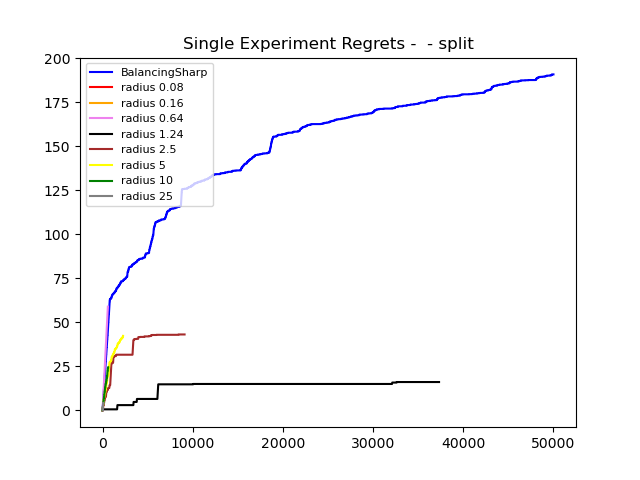 Single Experiment Regrets -  - split
200
175
150
125
100
75
50
25
0
BalancingSharp
radius 0.08
radius 0.16
radius 0.64
radius 1.24
radius 2.5
radius 5
radius 10
radius 25
0 10000 20000 30000 40000 50000